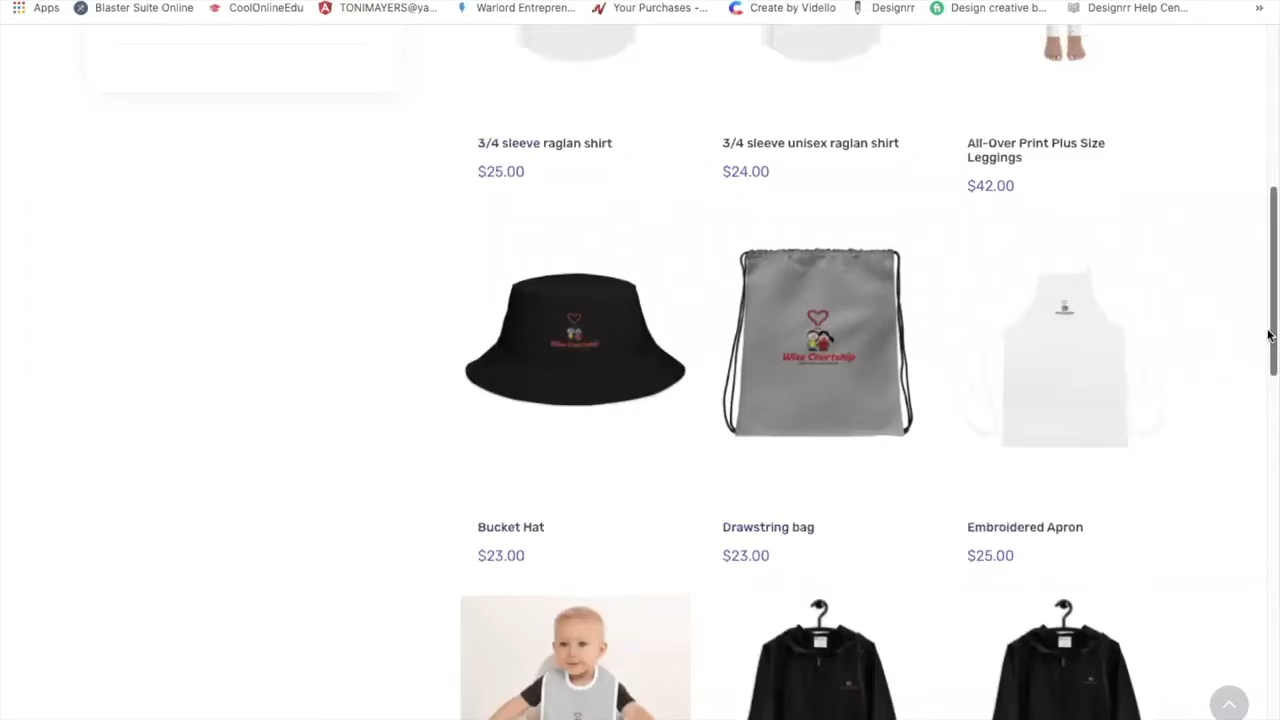 Apps Blaster Suite Online CoolOnlineEdu TONIMAYERS@ya... Warlord Entrepren... Your Purchases -... Create by Vidello Designrr Design creative b... Designrr Help Cen... »
3/4 sleeve raglan shirt
$25.00
3/4 sleeve unisex raglan shirt
$24.00
All-Over Print Plus Size
Leggings
$42.00
Wise Courtship
Wise Courtship
Bucket Hat
$23.00
Drawstring bag
$23.00
Embroidered Apron
$25.00